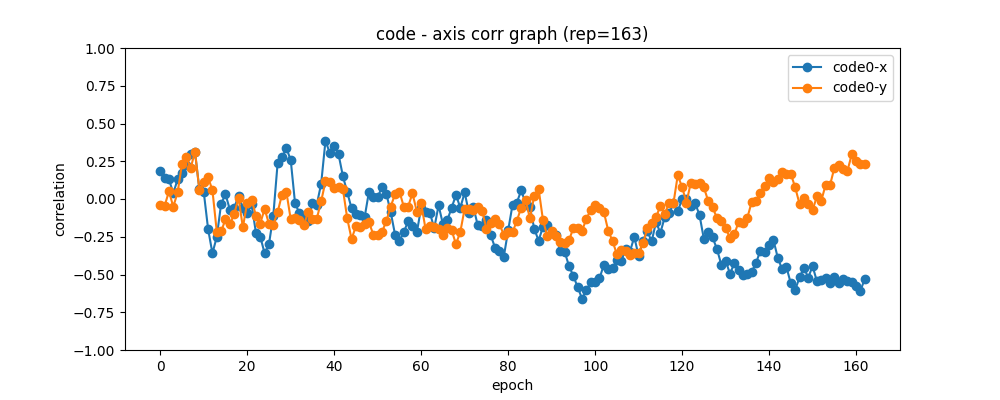 code - axis corr graph (rep=163)
1.00
0.75
0.50
0.25
0.00
−0.25
−0.50
−0.75
−1.00
correlation
code0-x
code0-y
0 20 40 60 80 100 120 140 160
epoch